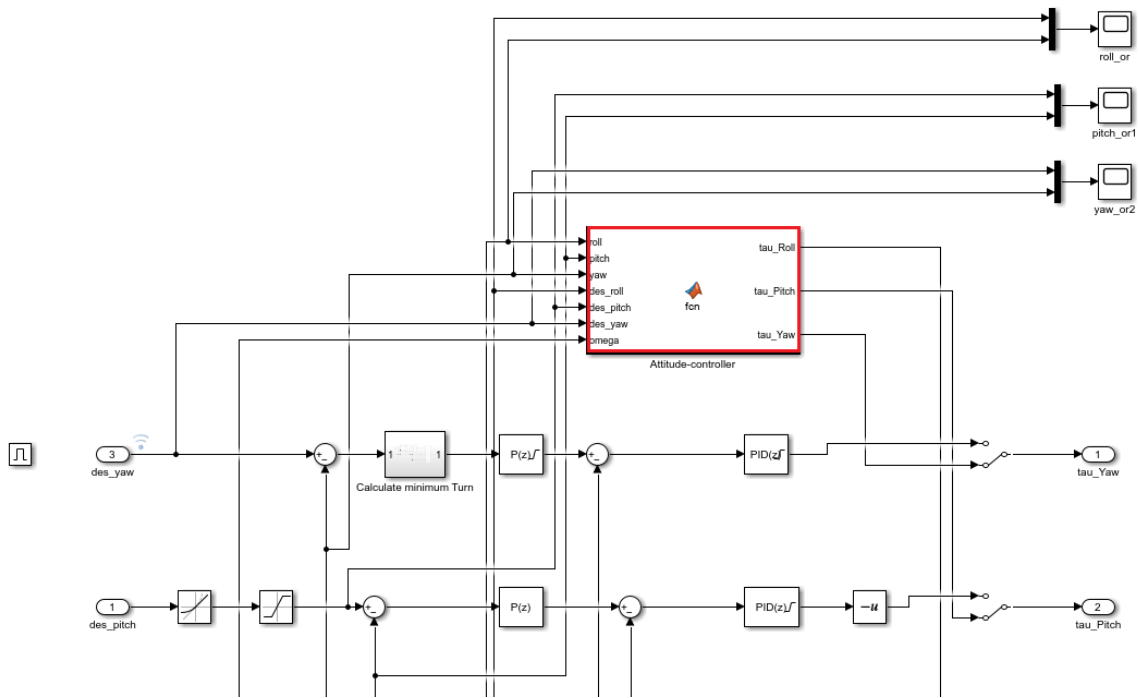 roll_or
pitch_or1
yaw_or2
roll
pitch
yaw
des_roll
des_pitch
des_yaw
omega
fcn
tau_Roll
tau_Pitch
tau_Yaw
Attitude-controller
3
des_yaw
+
−
1
1
Calculate minimum Turn
P(z)
+
−
PID(z)
1
tau_Yaw
1
des_pitch
+
−
P(z)
+
−
PID(z)
-u
2
tau_Pitch